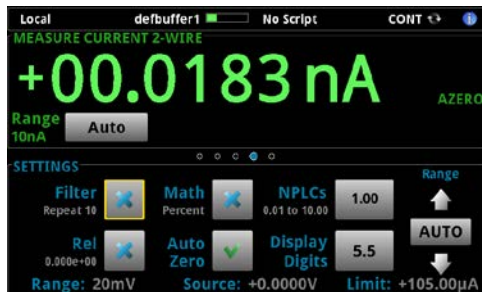 Local defbuffer1 No Script CONT
MEASURE CURRENT 2-WIRE
+00.0183 nA
AZERO
Range
10nA Auto
SETTINGS
Range
Filter Math NPLCs 1.00
Repeat 10 Percent 0.01 to 10.00
AUTO
Rel Auto Zero Display Digits 5.5
0.000e+00
Range: 20mV Source: +0.0000V Limit: +105.00µA